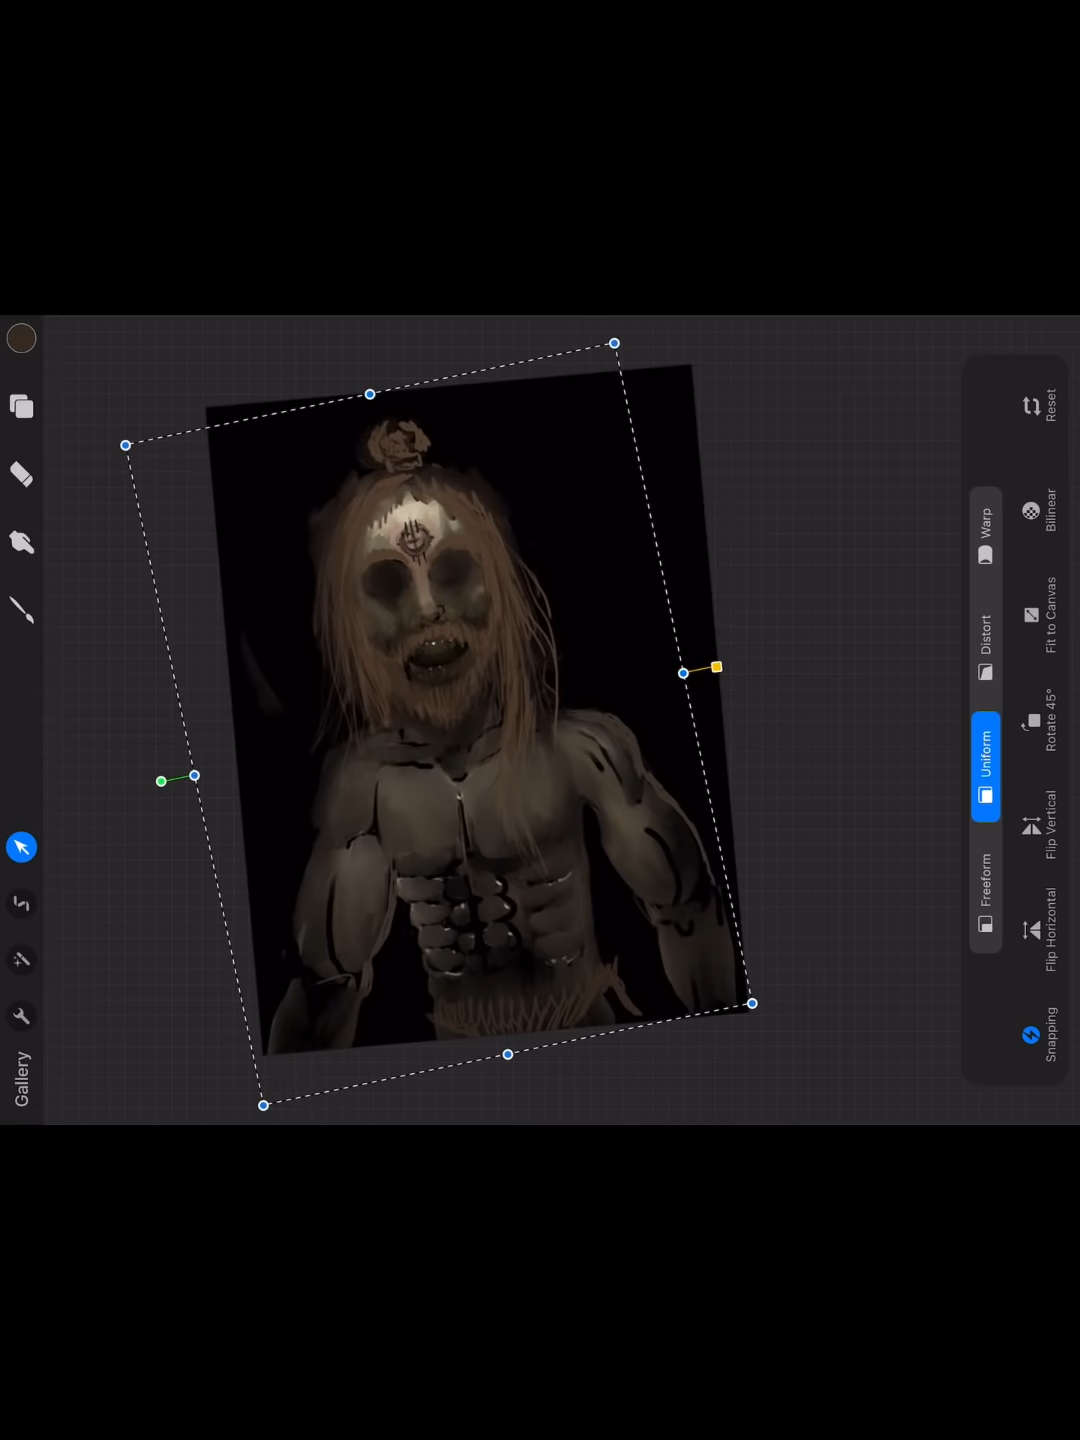 Gallery
Freeform
Uniform
Distort
Warp
Snapping
Flip Horizontal
Flip Vertical
Rotate 45°
Fit to Canvas
Bilinear
Reset